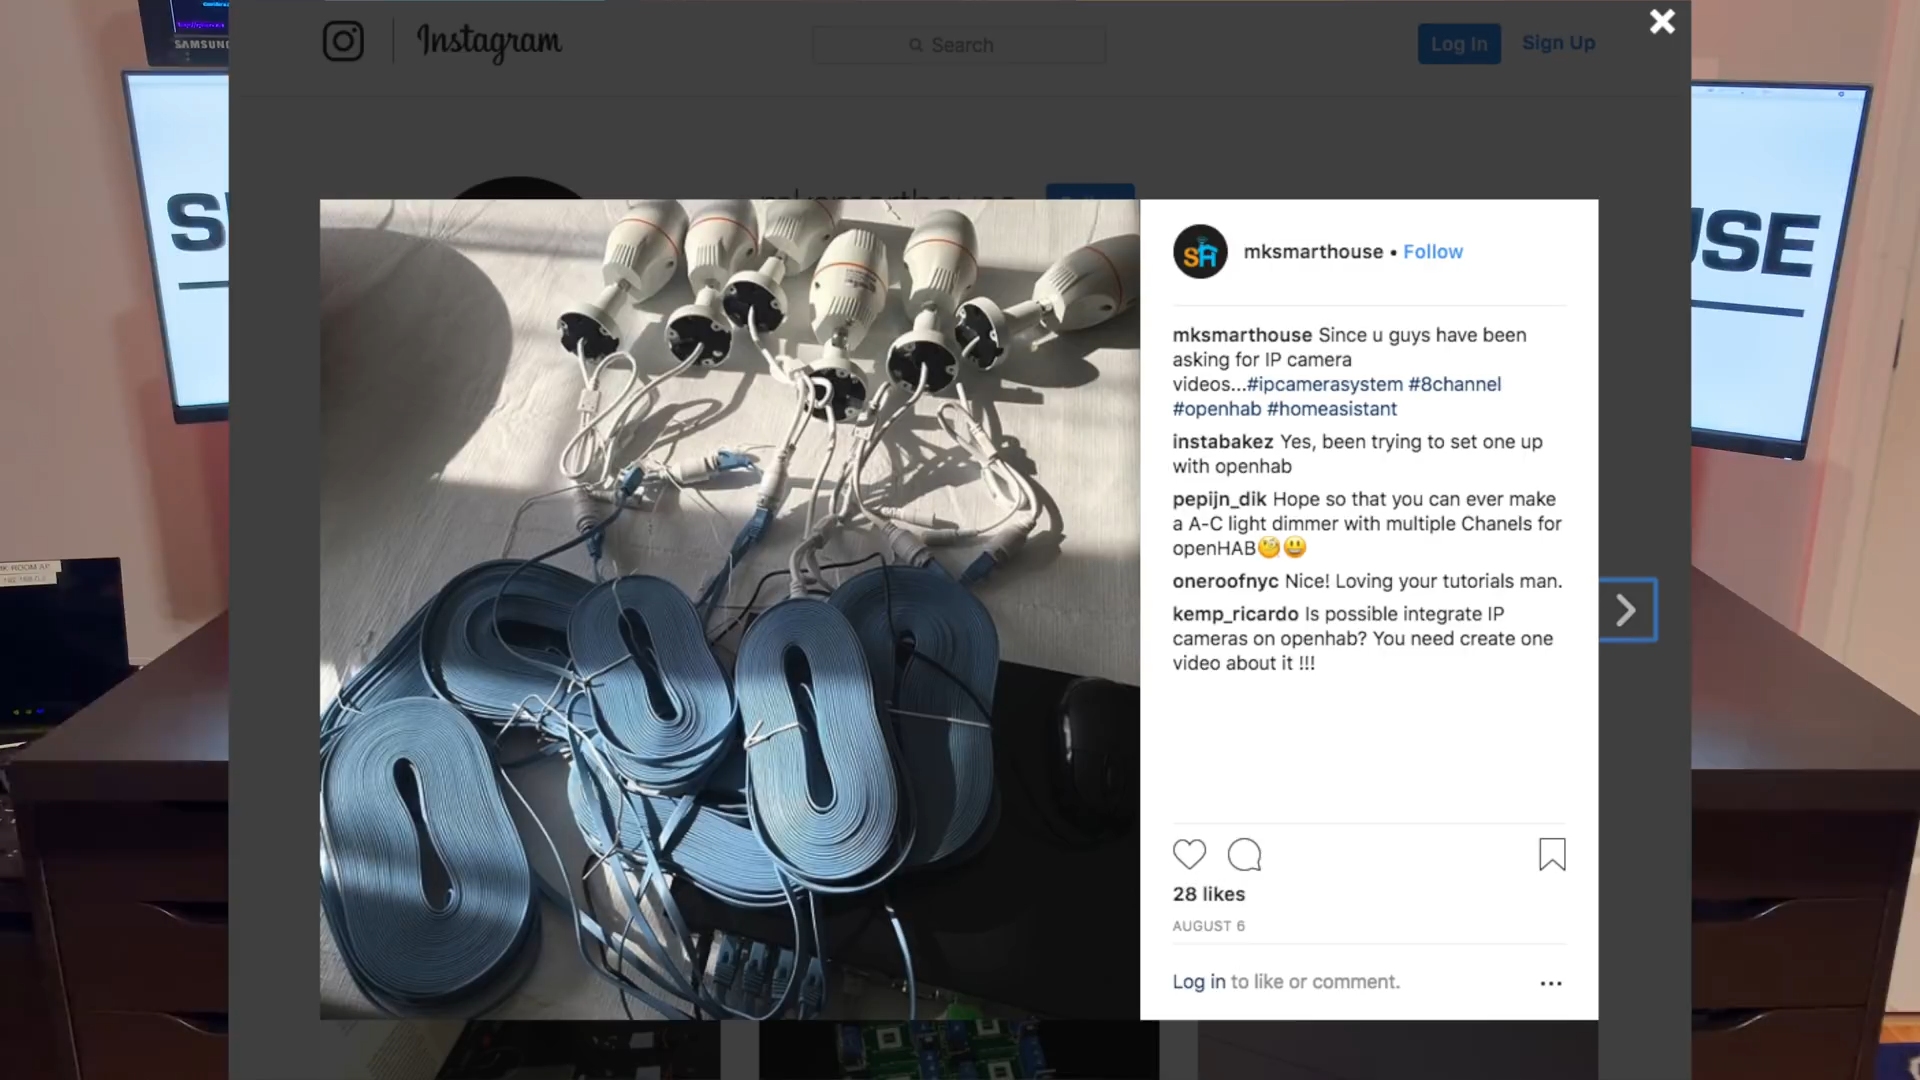 SAMSUNG
Instagram
Search
Log In
Sign Up
mksmarthouse
mksmarthouse • Follow
mksmarthouse Since u guys have been
asking for IP camera
videos...#ipcamerasystem #8channel
#openhab #homeasistant
instabakez Yes, been trying to set one up
with openhab
pepijn_dik Hope so that you can ever make
a A-C light dimmer with multiple Chanels for
openHAB🧐😃
oneroofnyc Nice! Loving your tutorials man.
kemp_ricardo Is possible integrate IP
cameras on openhab? You need create one
video about it !!!
28 likes
AUGUST 6
Log in to like or comment.
USE
SH